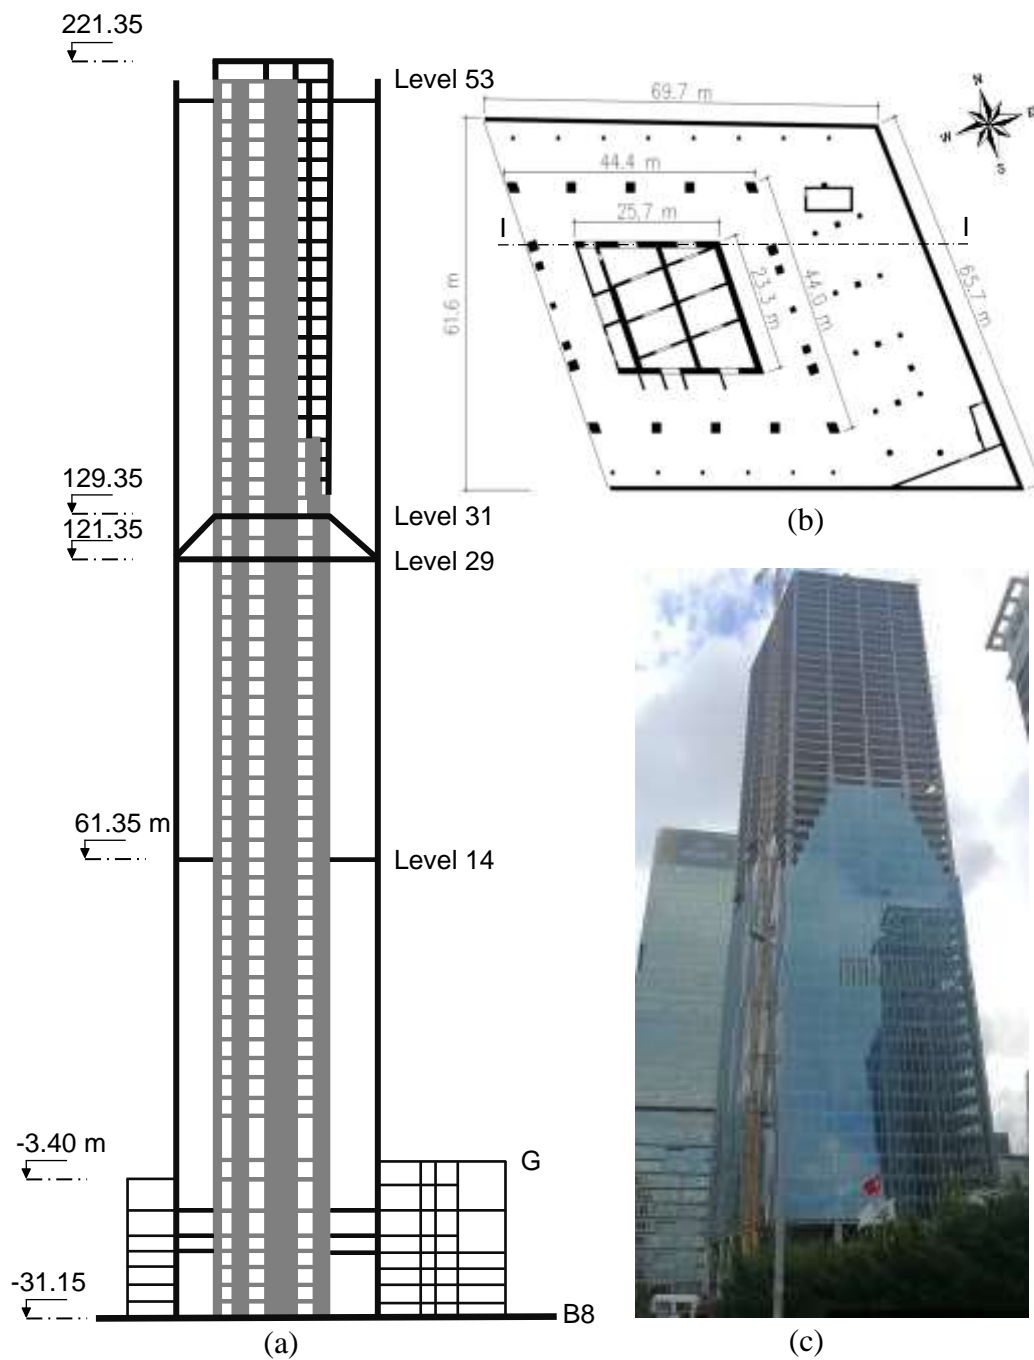 221.35
Level 53
129.35
Level 31
121.35
Level 29
61.35 m
Level 14
-3.40 m
G
-31.15
B8
(a)
69.7 m
N
E
W
S
44.4 m
25,7 m
I
I
23.3 m
44.0 m
65.7 m
61.6 m
(b)
(c)